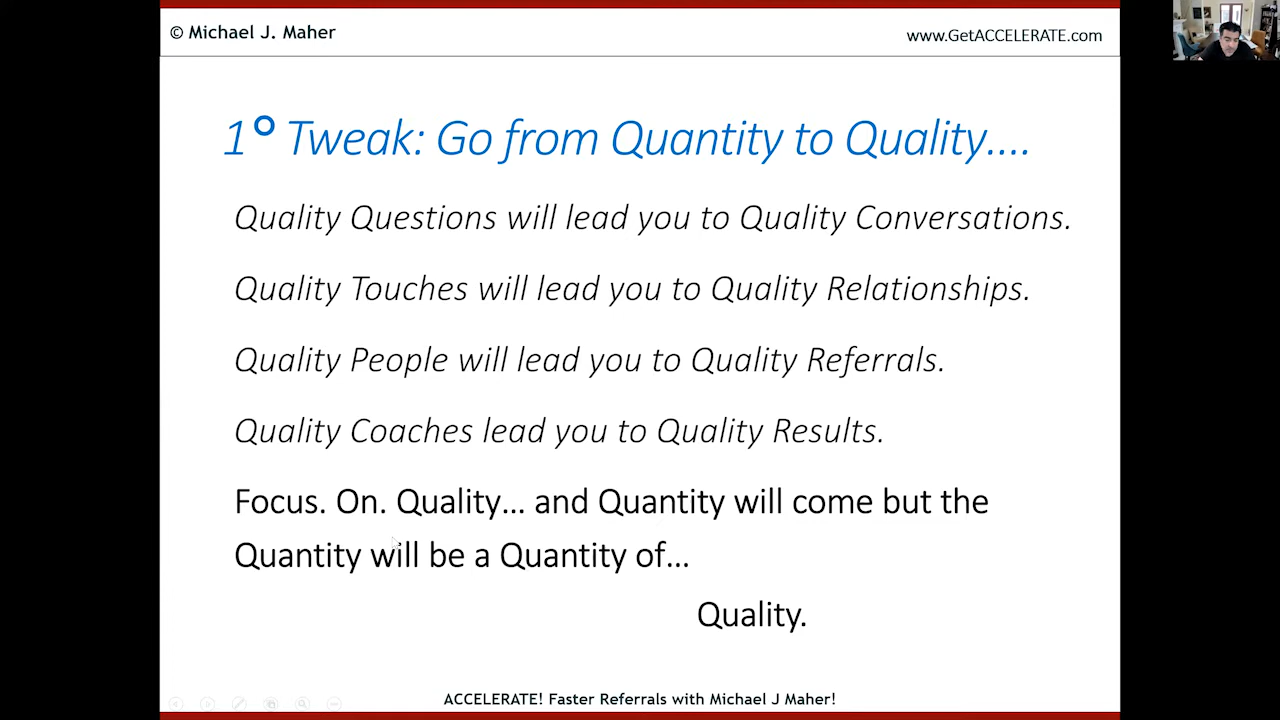 © Michael J. Maher
www.GetACCELERATE.com
1° Tweak: Go from Quantity to Quality....
Quality Questions will lead you to Quality Conversations.
Quality Touches will lead you to Quality Relationships.
Quality People will lead you to Quality Referrals.
Quality Coaches lead you to Quality Results.
Focus. On. Quality... and Quantity will come but the
Quantity will be a Quantity of...
Quality.
ACCELERATE! Faster Referrals with Michael J Maher!